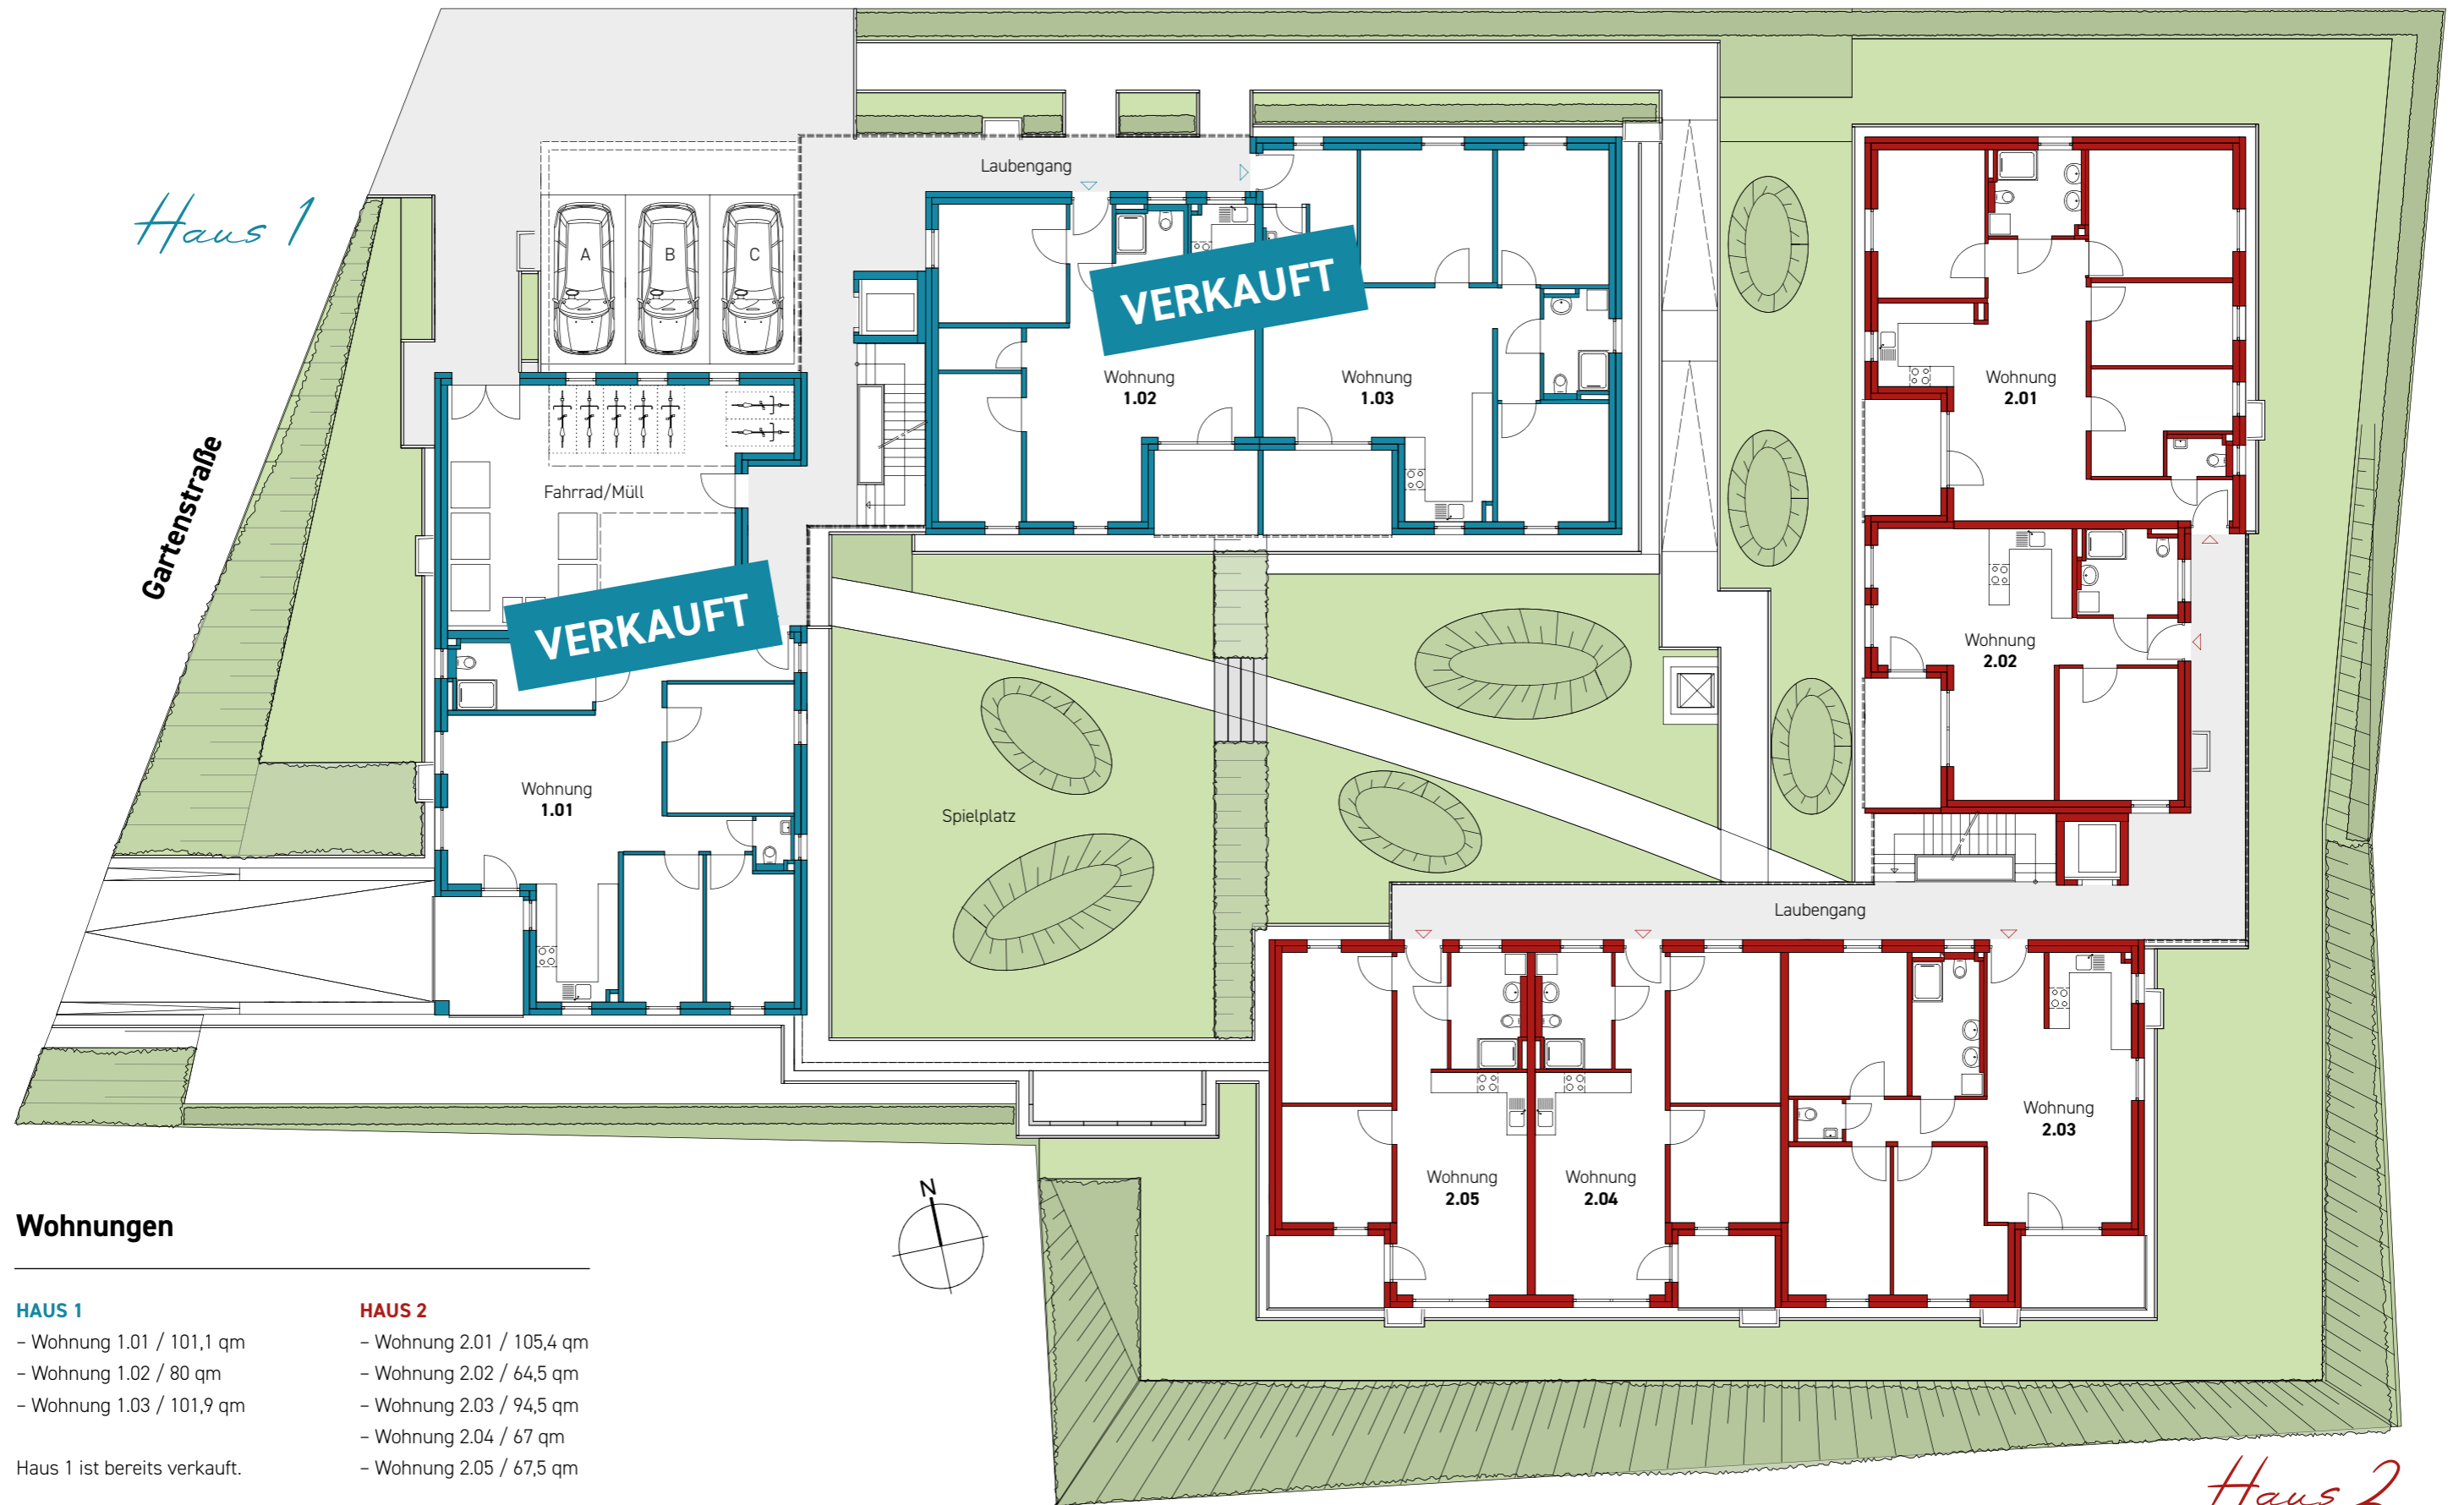 Haus 1
Gartenstraße
Laubengang
A
B
C
VERKAUFT
Wohnung
1.02
Wohnung
1.03
Wohnung
2.01
Fahrrad/Müll
VERKAUFT
Wohnung
2.02
Wohnung
1.01
Spielplatz
Laubengang
Wohnung
2.03
Wohnung
2.05
Wohnung
2.04
N
Wohnungen
HAUS 1
– Wohnung 1.01 / 101,1 qm
– Wohnung 1.02 / 80 qm
– Wohnung 1.03 / 101,9 qm
Haus 1 ist bereits verkauft.
HAUS 2
– Wohnung 2.01 / 105,4 qm
– Wohnung 2.02 / 64,5 qm
– Wohnung 2.03 / 94,5 qm
– Wohnung 2.04 / 67 qm
– Wohnung 2.05 / 67,5 qm
Haus 2